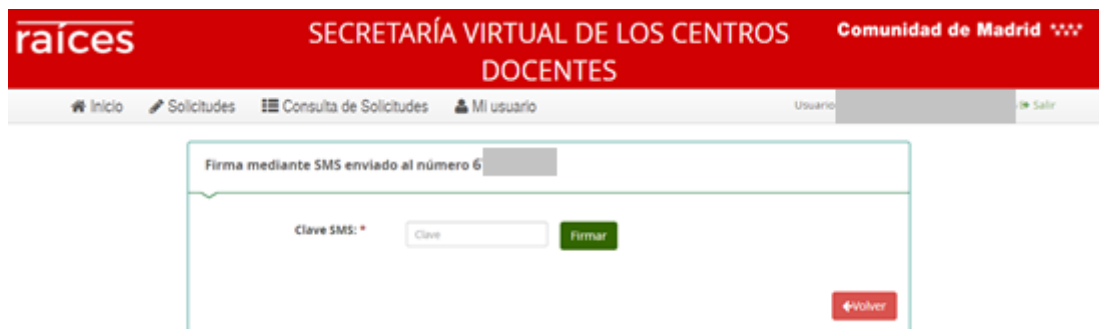 raíces
SECRETARÍA VIRTUAL DE LOS CENTROS
DOCENTES
Comunidad de Madrid
Inicio Solicitudes Consulta de Solicitudes Mi usuario Usuario Salir
Firma mediante SMS enviado al número 6
Clave SMS: * Clave Firmar
Volver